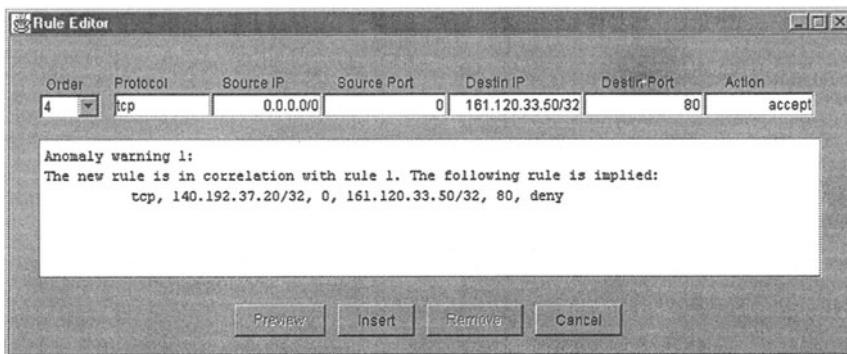 Rule Editor
Order Protocol Source IP Source Port Destin IP Destin Port Action
4 tcp 0.0.0.0/0 0 161.120.33.50/32 80 accept
Anomaly warning 1:
The new rule is in correlation with rule 1. The following rule is implied:
tcp, 140.192.37.20/32, 0, 161.120.33.50/32, 80, deny
Preview Insert Remove Cancel